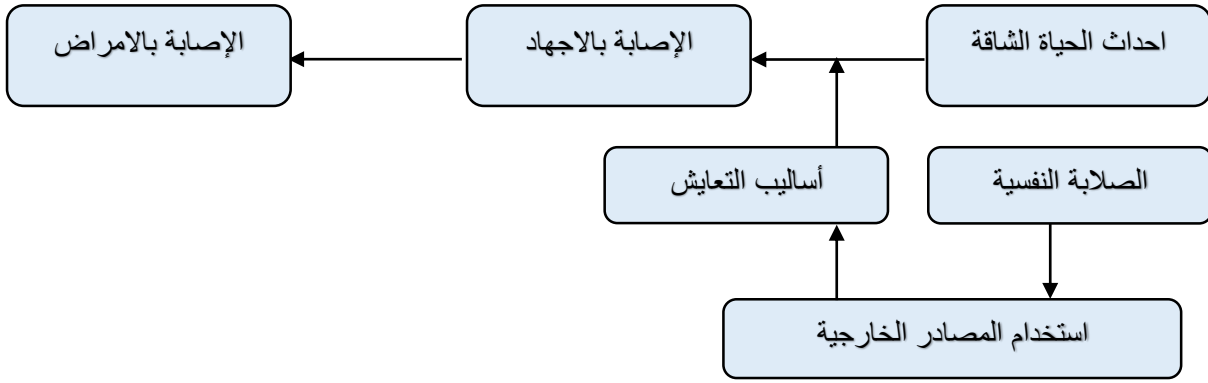 احداث الحياة الشاقة
الإصابة بالاجهاد
الإصابة بالامراض
الصلابة النفسية
أساليب التعايش
استخدام المصادر الخارجية